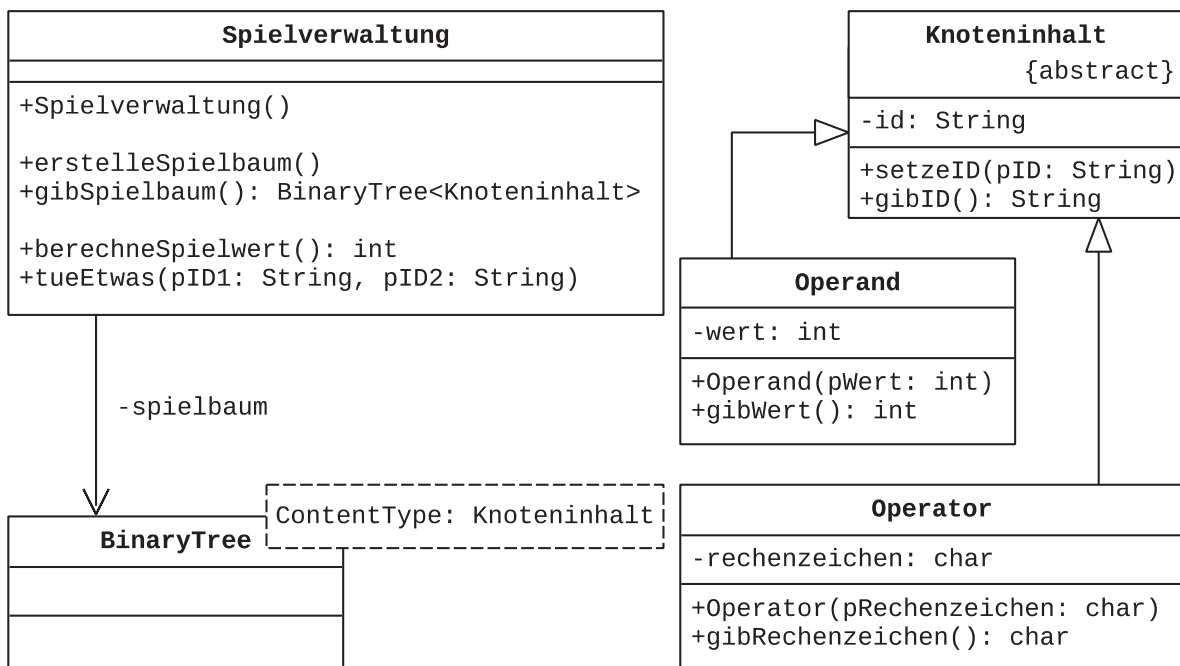 Spielverwaltung
+Spielverwaltung()
+erstelleSpielbaum()
+gibSpielbaum(): BinaryTree<Knoteninhalt>
+berechneSpielwert(): int
+tueEtwas(pID1: String, pID2: String)
Knoteninhalt
{abstract}
-id: String
+setzeID(pID: String)
+gibID(): String
Operand
-wert: int
+Operand(pWert: int)
+gibWert(): int
-spielbaum
ContentType: Knoteninhalt
BinaryTree
Operator
-rechenzeichen: char
+Operator(pRechenzeichen: char)
+gibRechenzeichen(): char